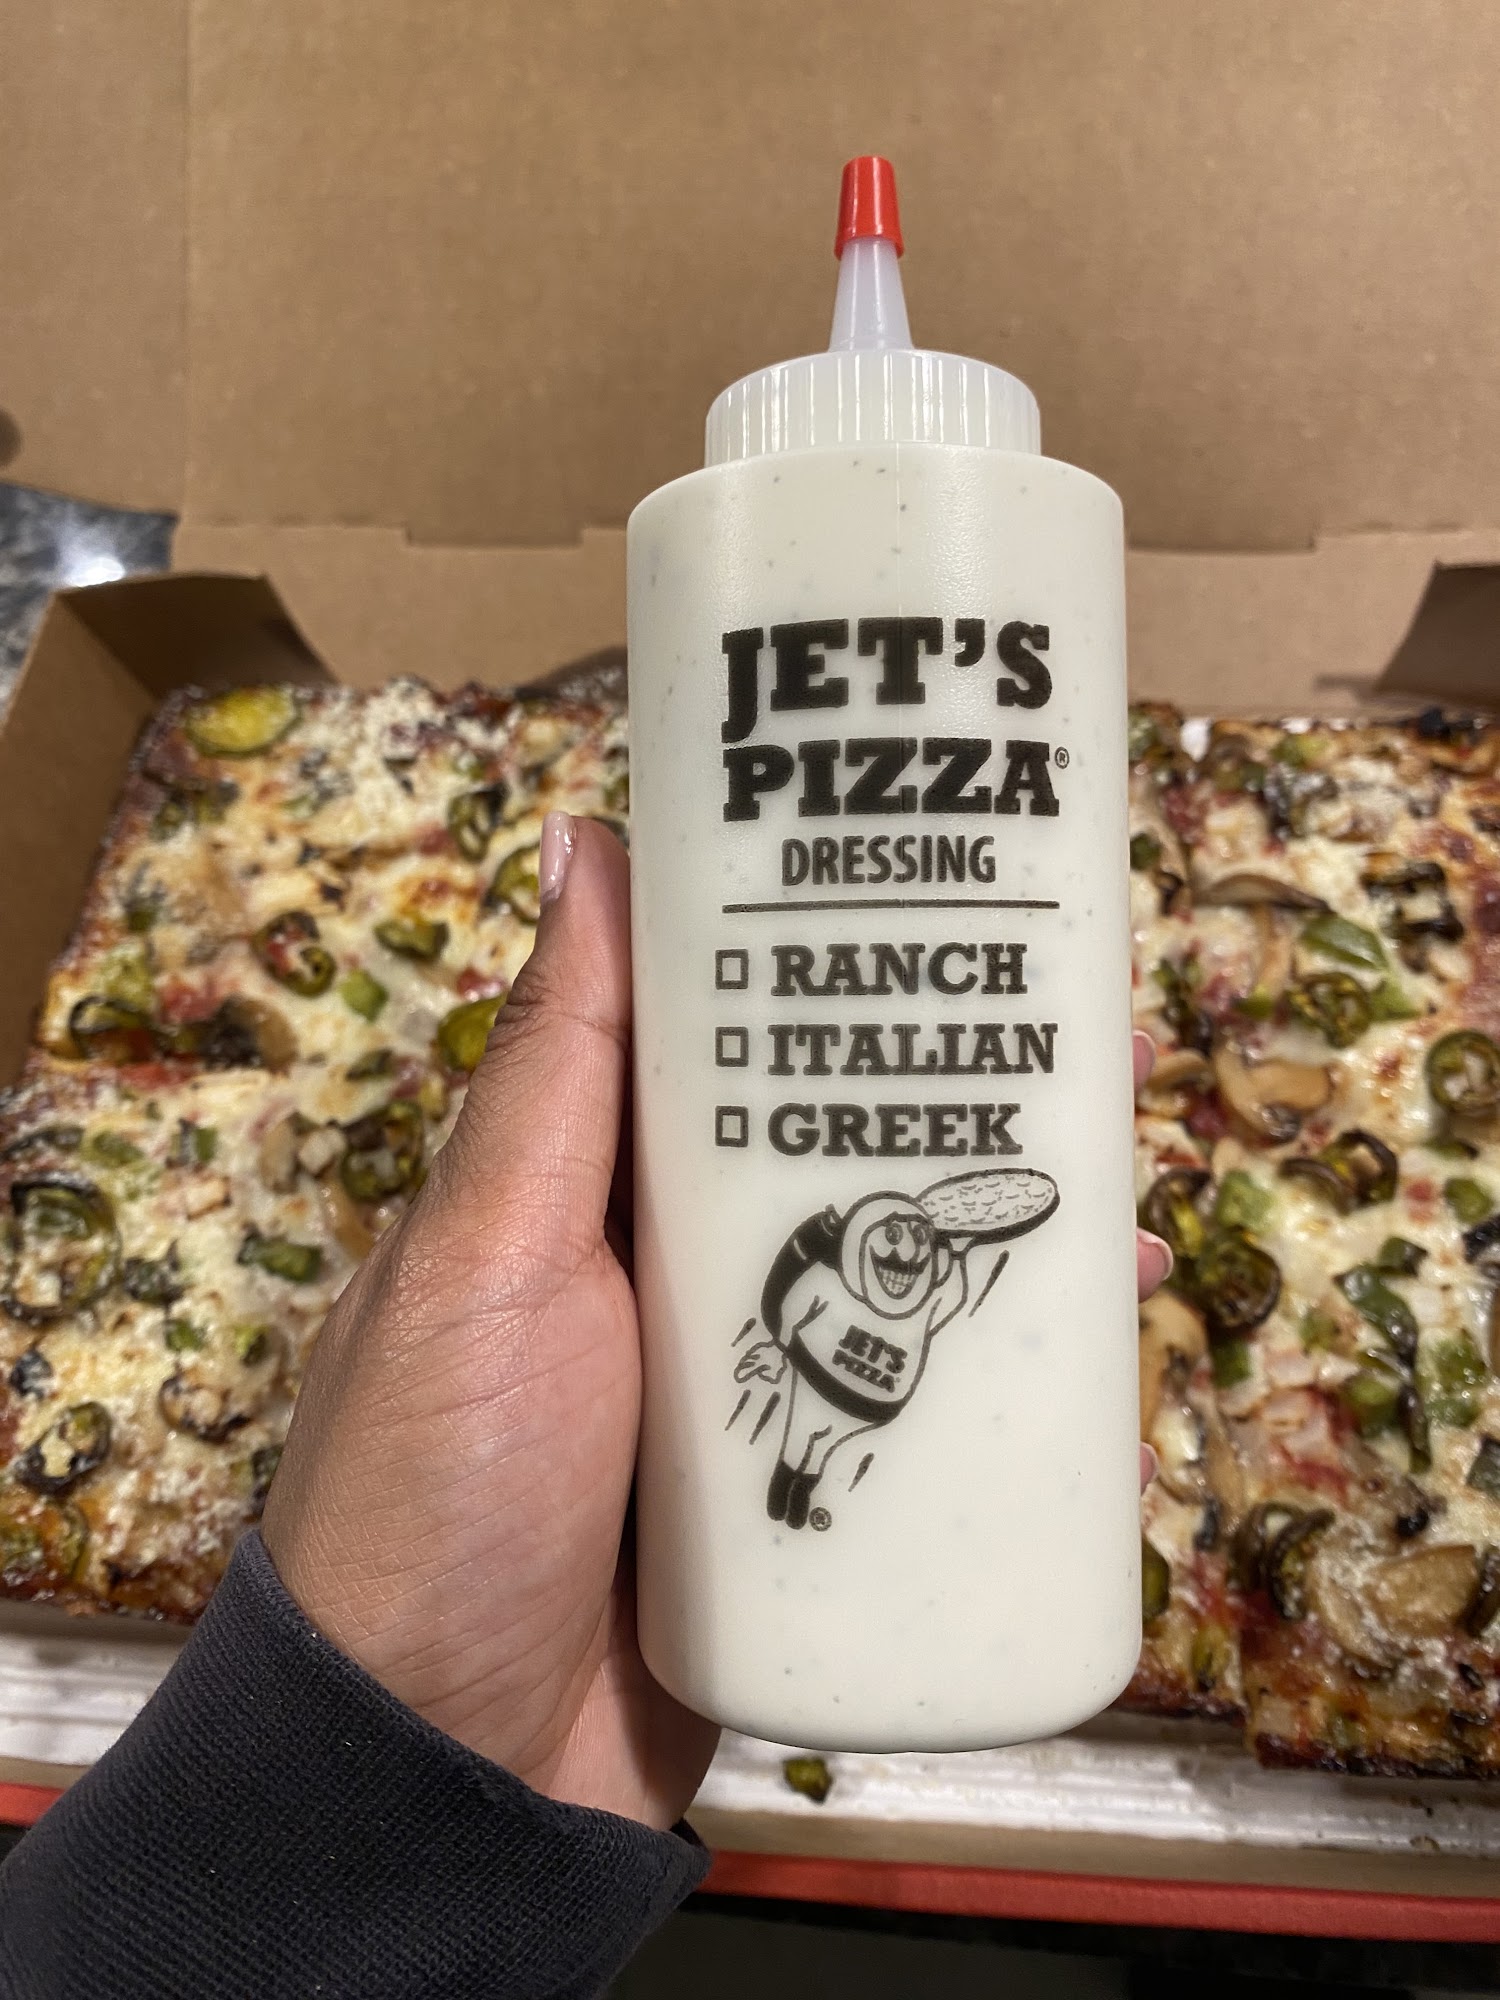 JET'S
PIZZA®
DRESSING
☐ RANCH
☐ ITALIAN
☐ GREEK
JET'S
PIZZA
®